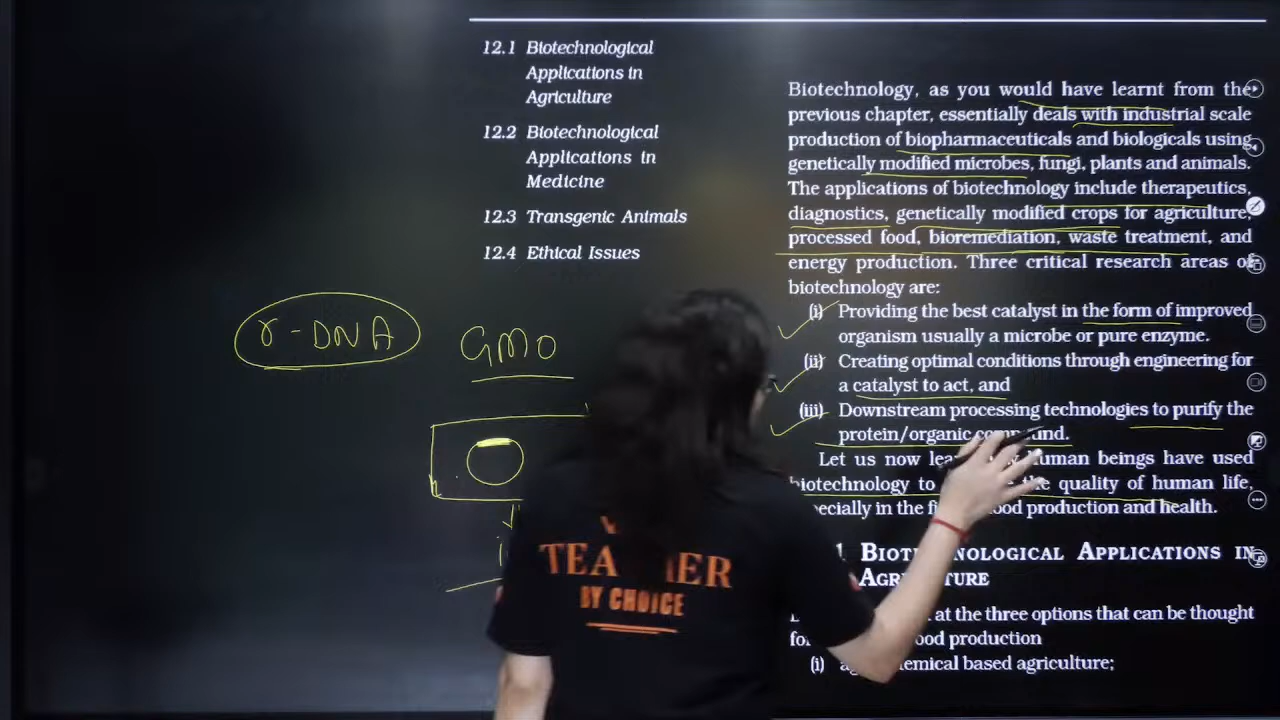 12.1 Biotechnological
Applications in
Agriculture
12.2 Biotechnological
Applications in
Medicine
12.3 Transgenic Animals
12.4 Ethical Issues
r-DNA
GMO
Biotechnology, as you would have learnt from the
previous chapter, essentially deals with industrial scale
production of biopharmaceuticals and biologicals using
genetically modified microbes, fungi, plants and animals.
The applications of biotechnology include therapeutics,
diagnostics, genetically modified crops for agriculture,
processed food, bioremediation, waste treatment, and
energy production. Three critical research areas of
biotechnology are:
(i) Providing the best catalyst in the form of improved
organism usually a microbe or pure enzyme.
(ii) Creating optimal conditions through engineering for
a catalyst to act, and
(iii) Downstream processing technologies to purify the
protein/organic
Let us now human beings have used
biotechnology to the quality of human life,
in the production and health.
BIOTECHNOLOGICAL APPLICATIONS IN
at the three options that can be thought
production
(i) based agriculture;
TEACHER
BY CHOICE